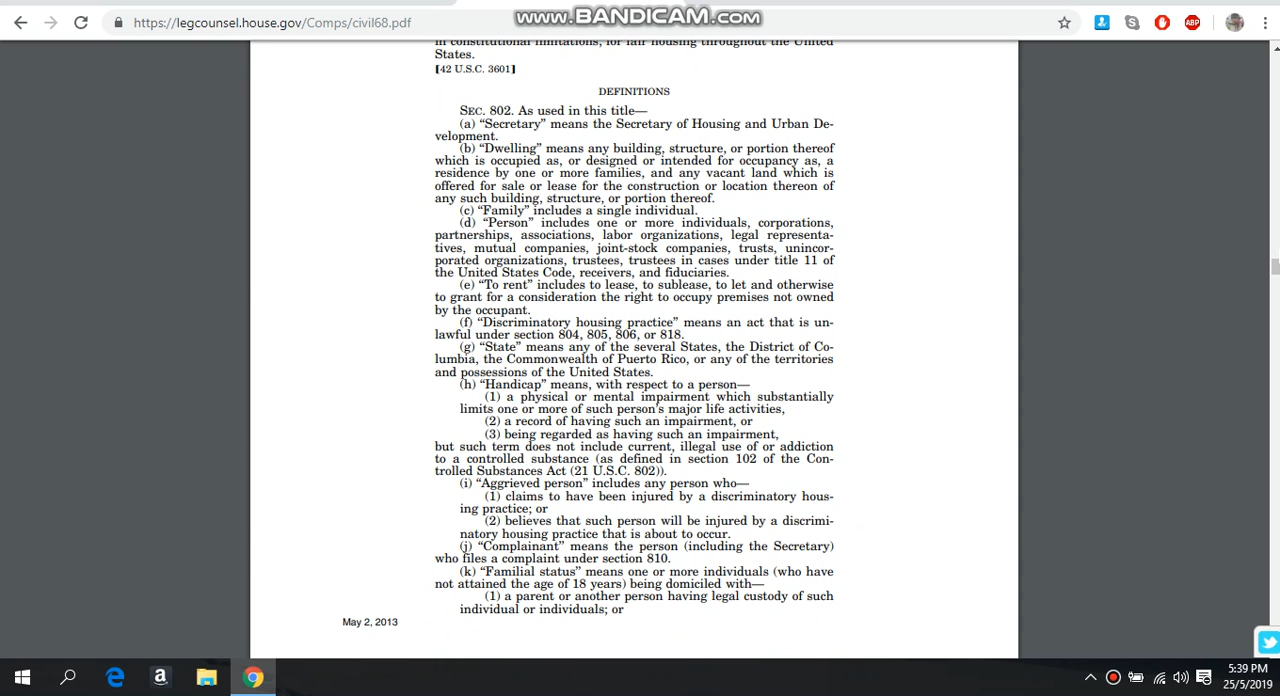 https://legcounsel.house.gov/Comps/civil68.pdf
www.BANDICAM.com
ABP
in constitutional limitations, for fair housing throughout the United
States.
[42 U.S.C. 3601]
DEFINITIONS
SEC. 802. As used in this title—
(a) “Secretary” means the Secretary of Housing and Urban De-
velopment.
(b) “Dwelling” means any building, structure, or portion thereof
which is occupied as, or designed or intended for occupancy as, a
residence by one or more families, and any vacant land which is
offered for sale or lease for the construction or location thereon of
any such building, structure, or portion thereof.
(c) “Family” includes a single individual.
(d) “Person” includes one or more individuals, corporations,
partnerships, associations, labor organizations, legal representa-
tives, mutual companies, joint-stock companies, trusts, unincor-
porated organizations, trustees, trustees in cases under title 11 of
the United States Code, receivers, and fiduciaries.
(e) “To rent” includes to lease, to sublease, to let and otherwise
to grant for a consideration the right to occupy premises not owned
by the occupant.
(f) “Discriminatory housing practice” means an act that is un-
lawful under section 804, 805, 806, or 818.
(g) “State” means any of the several States, the District of Co-
lumbia, the Commonwealth of Puerto Rico, or any of the territories
and possessions of the United States.
(h) “Handicap” means, with respect to a person—
(1) a physical or mental impairment which substantially
limits one or more of such person’s major life activities,
(2) a record of having such an impairment, or
(3) being regarded as having such an impairment,
but such term does not include current, illegal use of or addiction
to a controlled substance (as defined in section 102 of the Con-
trolled Substances Act (21 U.S.C. 802)).
(i) “Aggrieved person” includes any person who—
(1) claims to have been injured by a discriminatory hous-
ing practice; or
(2) believes that such person will be injured by a discrimi-
natory housing practice that is about to occur.
(j) “Complainant” means the person (including the Secretary)
who files a complaint under section 810.
(k) “Familial status” means one or more individuals (who have
not attained the age of 18 years) being domiciled with—
(1) a parent or another person having legal custody of such
individual or individuals; or
May 2, 2013
5:39 PM
25/5/2019